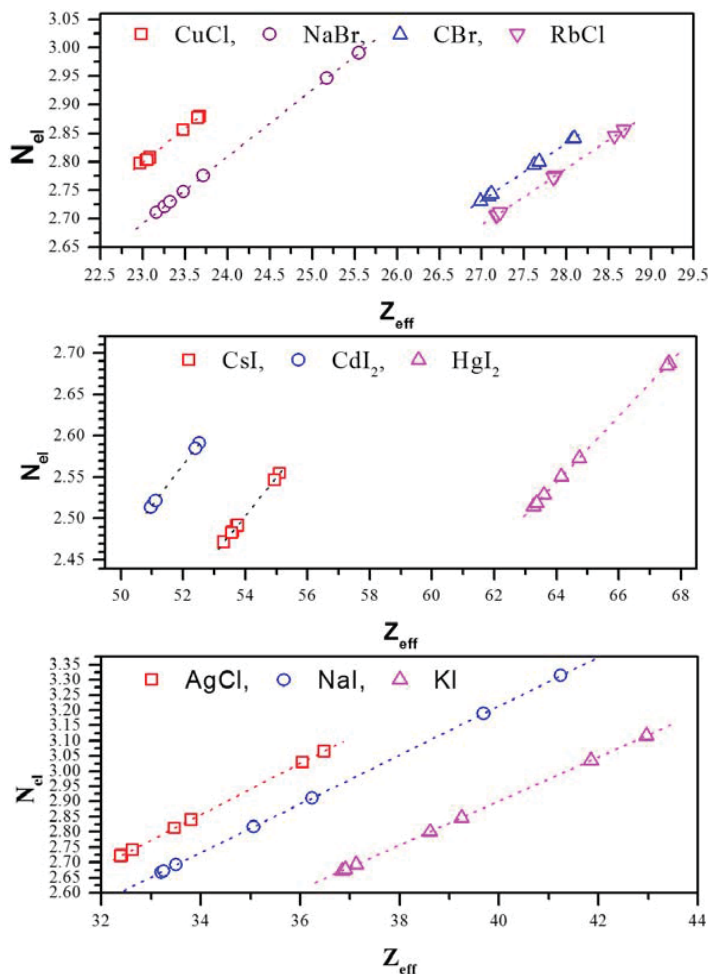 CuCl, NaBr, CBr, RbCl
3.05
3.00
2.95
2.90
2.85
2.80
2.75
2.70
2.65
N_el
22.5 23.0 23.5 24.0 24.5 25.0 25.5 26.0 26.5 27.0 27.5 28.0 28.5 29.0 29.5
Z_eff
CsI, CdI₂, HgI₂
2.70
2.65
2.60
2.55
2.50
2.45
N_el
50 52 54 56 58 60 62 64 66 68
Z_eff
AgCl, NaI, KI
3.35
3.30
3.25
3.20
3.15
3.10
3.05
3.00
2.95
2.90
2.85
2.80
2.75
2.70
2.65
2.60
N_el
32 34 36 38 40 42 44
Z_eff